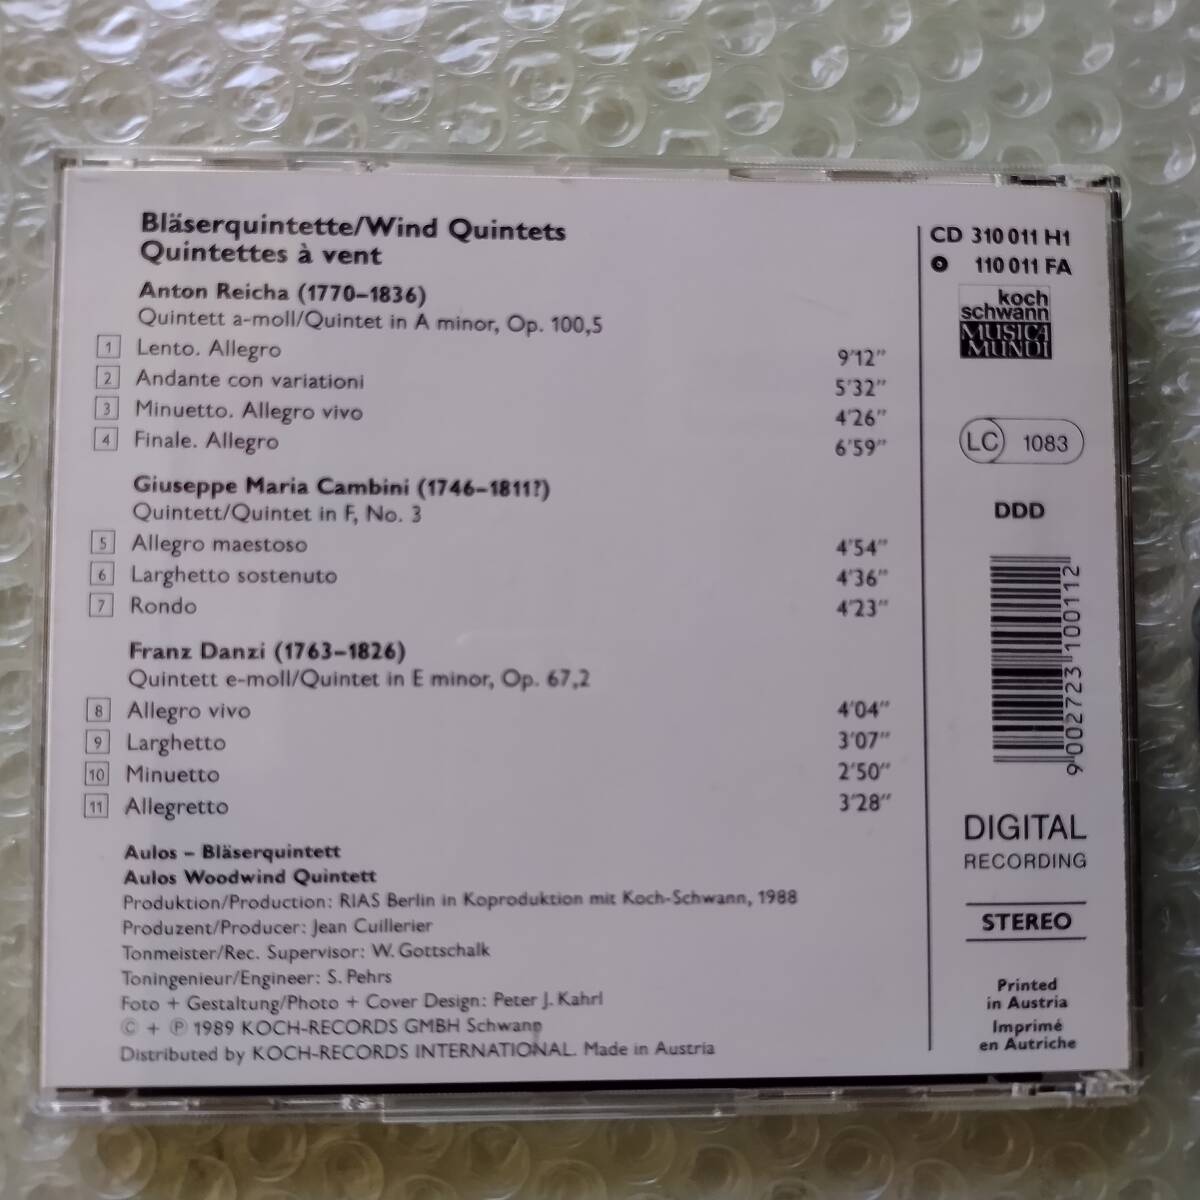 Bläserquintette/Wind Quintets
Quintettes à vent
Anton Reicha (1770–1836)
Quintett a-moll/Quintet in A minor, Op. 100,5
1 Lento. Allegro 9'12"
2 Andante con variationi 5'32"
3 Minuetto. Allegro vivo 4'26"
4 Finale. Allegro 6'59"
Giuseppe Maria Cambini (1746–1811?)
Quintett/Quintet in F, No. 3
5 Allegro maestoso 4'54"
6 Larghetto sostenuto 4'36"
7 Rondo 4'23"
Franz Danzi (1763–1826)
Quintett e-moll/Quintet in E minor, Op. 67,2
8 Allegro vivo 4'04"
9 Larghetto 3'07"
10 Minuetto 2'50"
11 Allegretto 3'28"
Aulos – Bläserquintett
Aulos Woodwind Quintett
Produktion/Production: RIAS Berlin in Koproduktion mit Koch-Schwann, 1988
Produzent/Producer: Jean Cuillerier
Tonmeister/Rec. Supervisor: W. Gottschalk
Toningenieur/Engineer: S. Pehrs
Foto + Gestaltung/Photo + Cover Design: Peter J. Kahrl
© + ℗ 1989 KOCH-RECORDS GMBH Schwann
Distributed by KOCH-RECORDS INTERNATIONAL. Made in Austria
CD 310 011 H1
110 011 FA
koch
schwann
MUSICA
MUNDI
LC 1083
DDD
9 002723 100112
DIGITAL
RECORDING
STEREO
Printed
in Austria
Imprimé
en Autriche